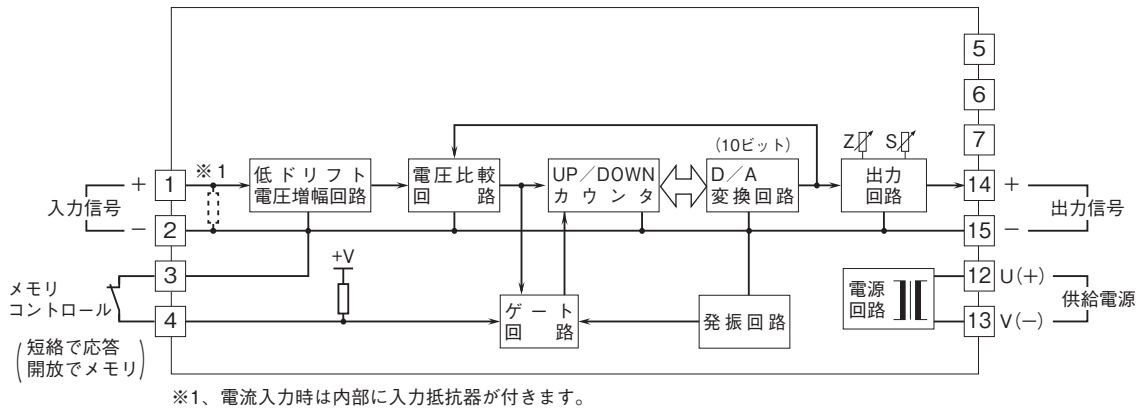 5
6
7
(10ビット)
Z
S
※1
＋
1
低ドリフト
電圧増幅回路
電圧比較
回路
UP／DOWN
カウンタ
D／A
変換回路
出力
回路
14
＋
入力信号
出力信号
−
2
15
−
3
+V
12
U(+)
メモリ
コントロール
電源
回路
供給電源
4
ゲート
回路
発振回路
13
V(−)
(短絡で応答
開放でメモリ)
※1、電流入力時は内部に入力抵抗器が付きます。